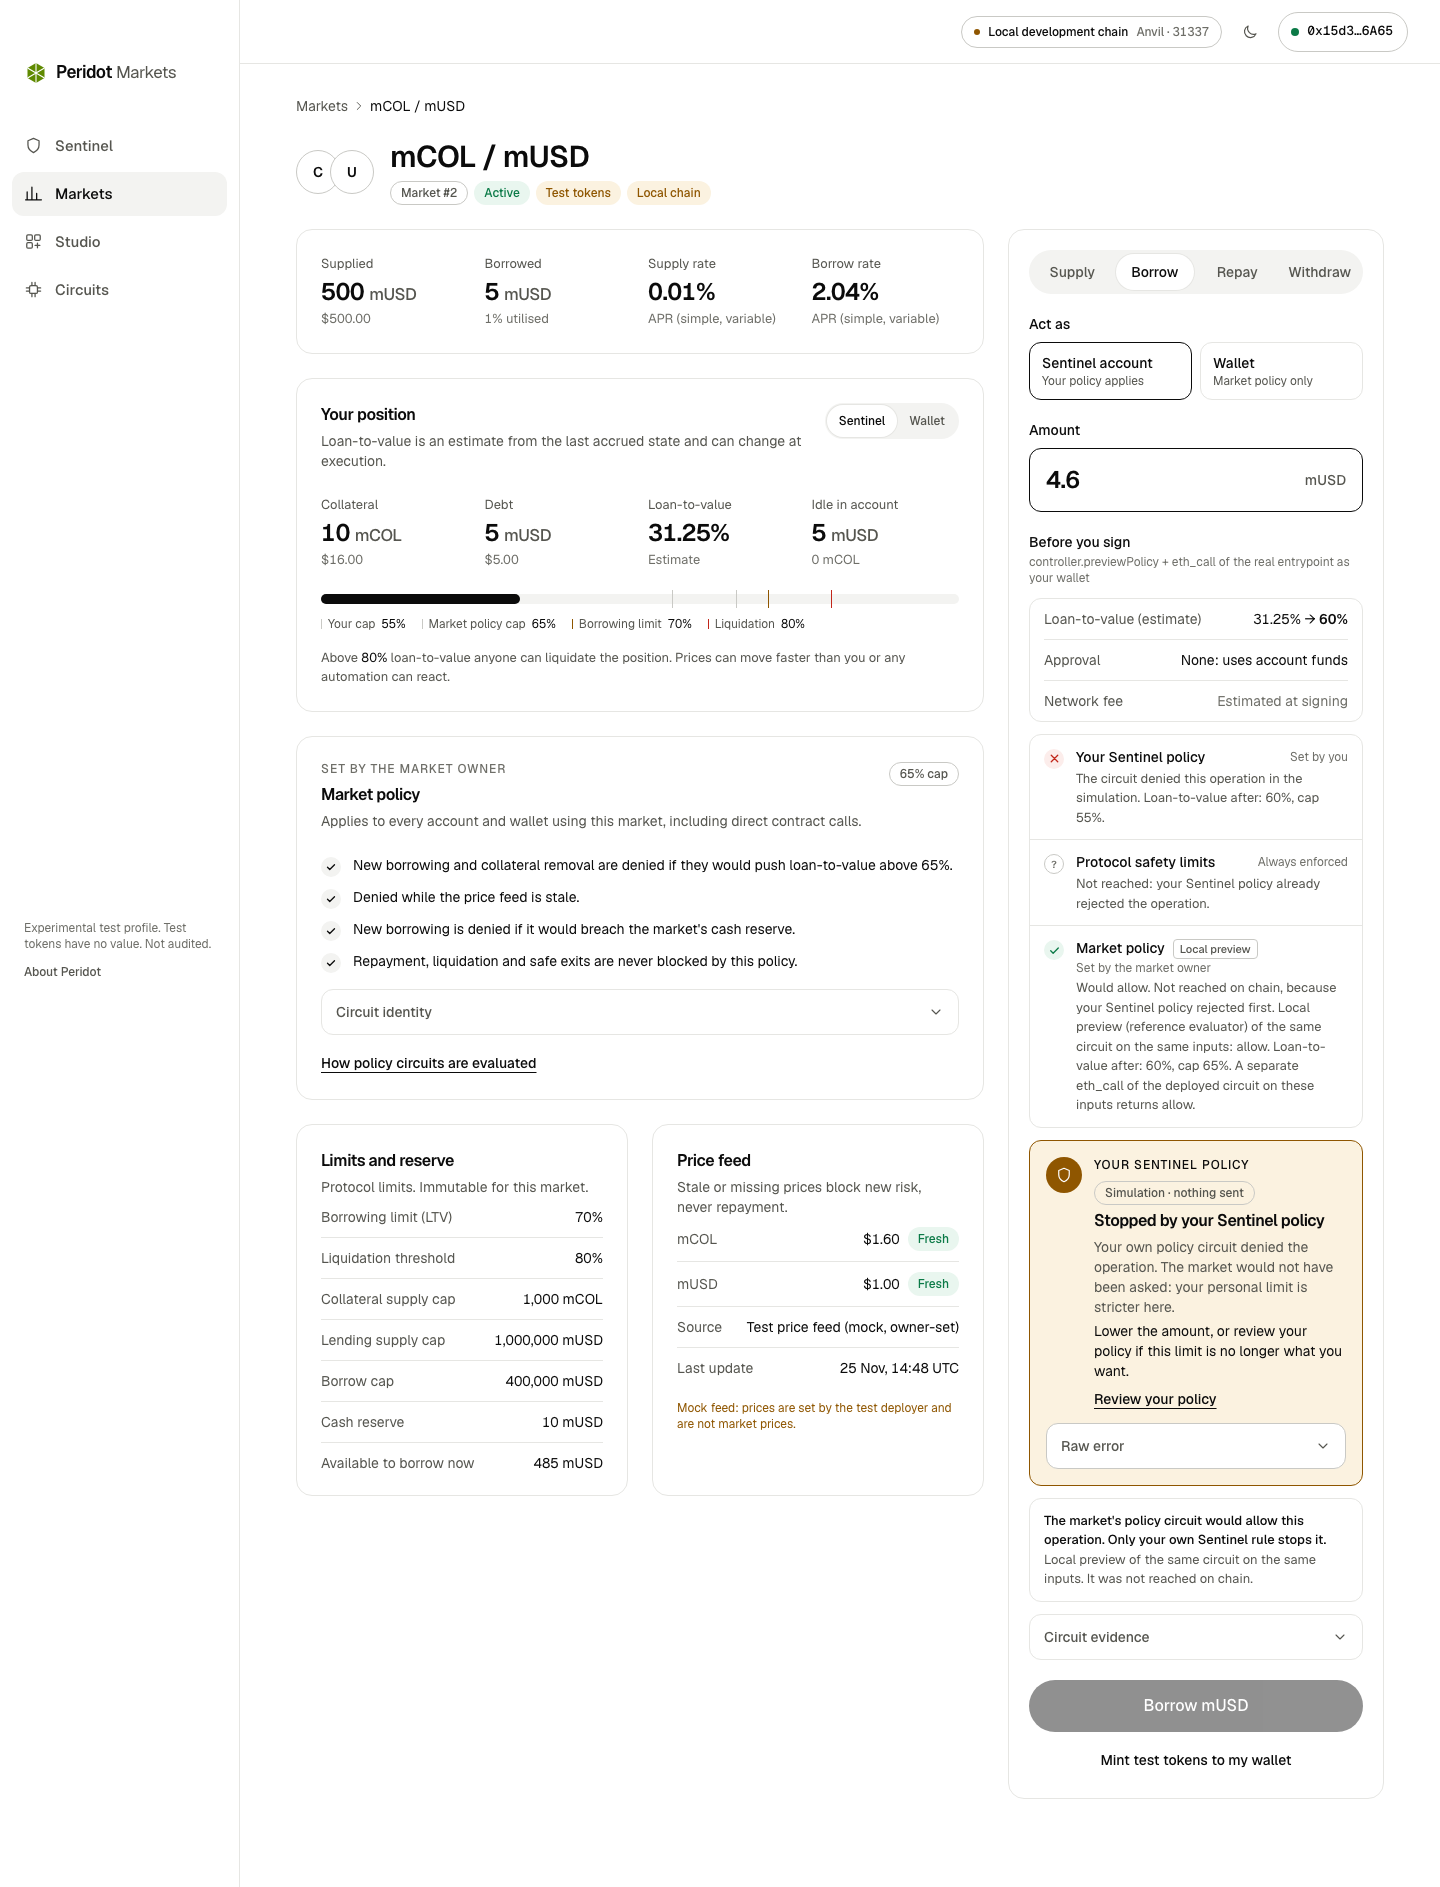 Local development chain Anvil · 31337
0x15d3…6A65
Peridot Markets
Sentinel
Markets
Studio
Circuits
Experimental test profile. Test
tokens have no value. Not audited.
About Peridot
Markets > mCOL / mUSD
C U
mCOL / mUSD
Market #2 Active Test tokens Local chain
Supplied Borrowed Supply rate Borrow rate
500 mUSD 5 mUSD 0.01% 2.04%
$500.00 1% utilised APR (simple, variable) APR (simple, variable)
Your position
Sentinel Wallet
Loan-to-value is an estimate from the last accrued state and can change at
execution.
Collateral Debt Loan-to-value Idle in account
10 mCOL 5 mUSD 31.25% 5 mUSD
$16.00 $5.00 Estimate 0 mCOL
Your cap 55% Market policy cap 65% Borrowing limit 70% Liquidation 80%
Above 80% loan-to-value anyone can liquidate the position. Prices can move faster than you or any
automation can react.
SET BY THE MARKET OWNER
65% cap
Market policy
Applies to every account and wallet using this market, including direct contract calls.
New borrowing and collateral removal are denied if they would push loan-to-value above 65%.
Denied while the price feed is stale.
New borrowing is denied if it would breach the market's cash reserve.
Repayment, liquidation and safe exits are never blocked by this policy.
Circuit identity
How policy circuits are evaluated
Limits and reserve
Protocol limits. Immutable for this market.
Borrowing limit (LTV) 70%
Liquidation threshold 80%
Collateral supply cap 1,000 mCOL
Lending supply cap 1,000,000 mUSD
Borrow cap 400,000 mUSD
Cash reserve 10 mUSD
Available to borrow now 485 mUSD
Price feed
Stale or missing prices block new risk,
never repayment.
mCOL $1.60 Fresh
mUSD $1.00 Fresh
Source Test price feed (mock, owner-set)
Last update 25 Nov, 14:48 UTC
Mock feed: prices are set by the test deployer and
are not market prices.
Supply Borrow Repay Withdraw
Act as
Sentinel account Wallet
Your policy applies Market policy only
Amount
4.6 mUSD
Before you sign
controller.previewPolicy + eth_call of the real entrypoint as
your wallet
Loan-to-value (estimate) 31.25% → 60%
Approval None: uses account funds
Network fee Estimated at signing
Your Sentinel policy Set by you
The circuit denied this operation in the
simulation. Loan-to-value after: 60%, cap
55%.
? Protocol safety limits Always enforced
Not reached: your Sentinel policy already
rejected the operation.
Market policy Local preview
Set by the market owner
Would allow. Not reached on chain, because
your Sentinel policy rejected first. Local
preview (reference evaluator) of the same
circuit on the same inputs: allow. Loan-to-
value after: 60%, cap 65%. A separate
eth_call of the deployed circuit on these
inputs returns allow.
YOUR SENTINEL POLICY
Simulation · nothing sent
Stopped by your Sentinel policy
Your own policy circuit denied the
operation. The market would not have
been asked: your personal limit is
stricter here.
Lower the amount, or review your
policy if this limit is no longer what you
want.
Review your policy
Raw error
The market's policy circuit would allow this
operation. Only your own Sentinel rule stops it.
Local preview of the same circuit on the same
inputs. It was not reached on chain.
Circuit evidence
Borrow mUSD
Mint test tokens to my wallet